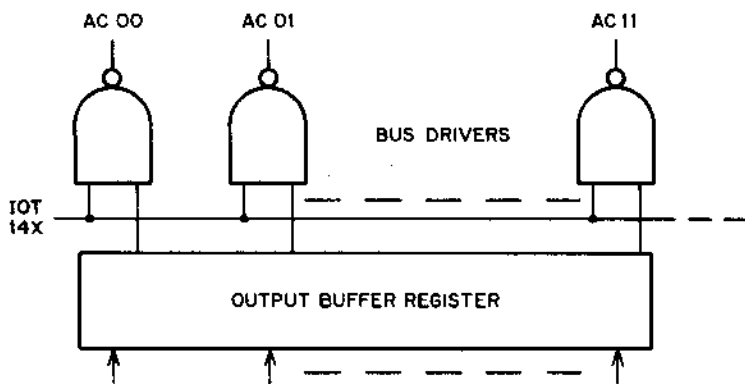 AC 00 AC 01 AC 11
BUS DRIVERS
IOT
14X
OUTPUT BUFFER REGISTER